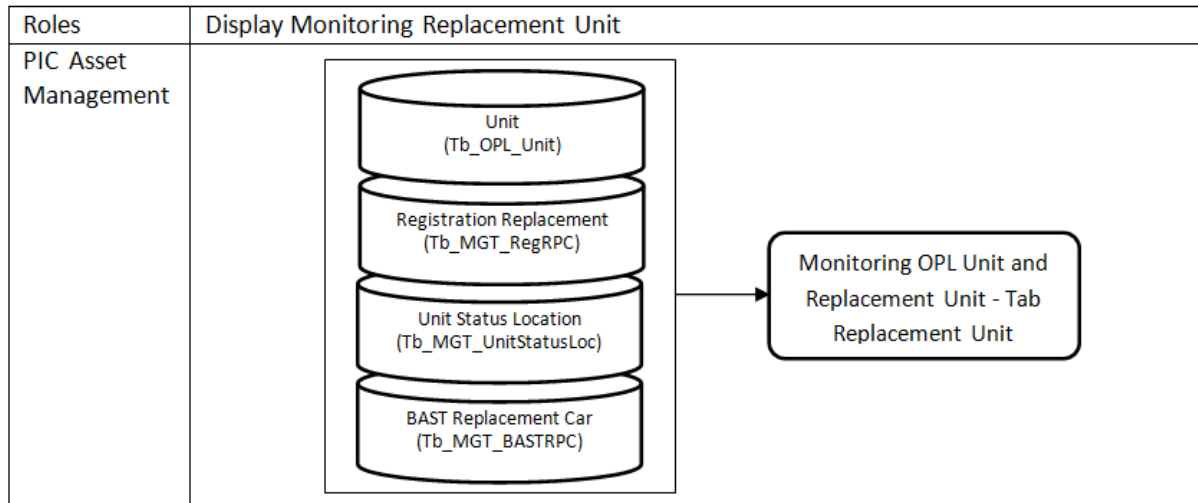 Roles
Display Monitoring Replacement Unit
PIC Asset
Management
Unit
(Tb_OPL_Unit)
Registration Replacement
(Tb_MGT_RegRPC)
Unit Status Location
(Tb_MGT_UnitStatusLoc)
BAST Replacement Car
(Tb_MGT_BASTRPC)
Monitoring OPL Unit and
Replacement Unit - Tab
Replacement Unit